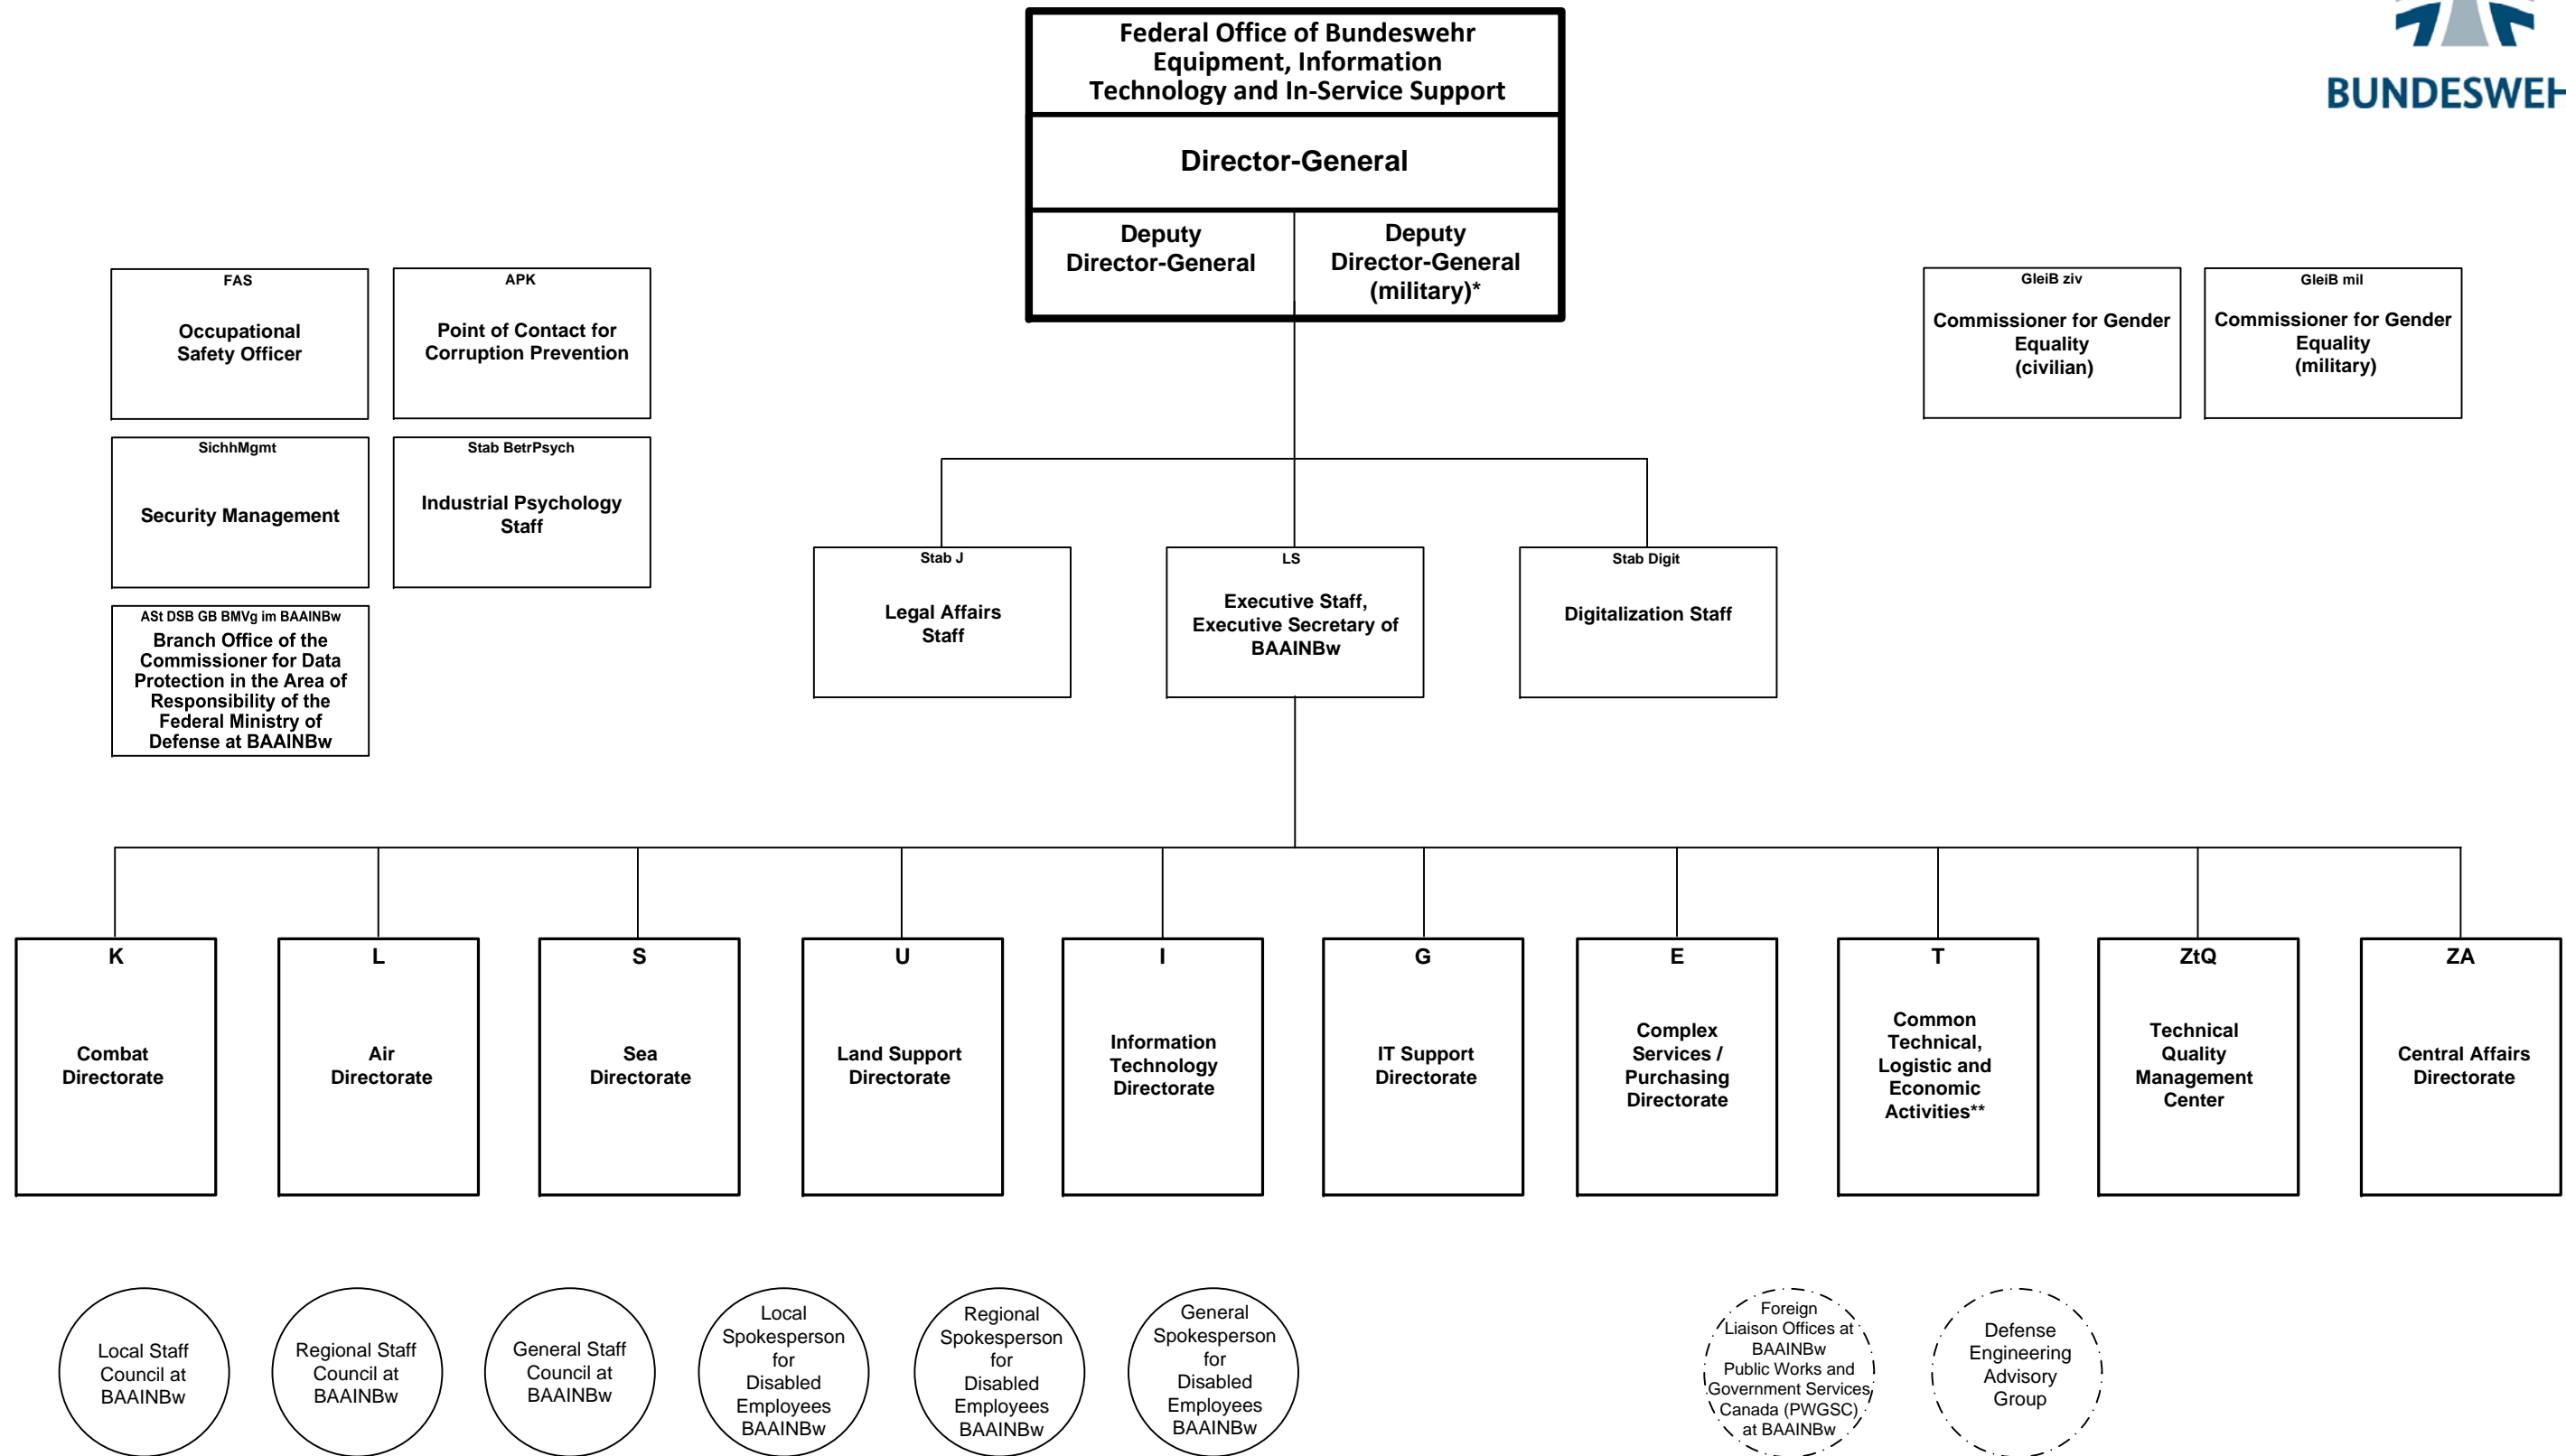 Federal Office of Bundeswehr
Equipment, Information
Technology and In-Service Support
BUNDESWEH
Director-General
Deputy
Director-General
Deputy
Director-General
(military)*
FAS
Occupational
Safety Officer
APK
Point of Contact for
Corruption Prevention
GleiB ziv
Commissioner for Gender
Equality
(civilian)
GleiB mil
Commissioner for Gender
Equality
(military)
SichhMgmt
Security Management
Stab BetrPsych
Industrial Psychology
Staff
Stab J
Legal Affairs
Staff
LS
Executive Staff,
Executive Secretary of
BAAINBw
Stab Digit
Digitalization Staff
ASt DSB GB BMVg im BAAINBw
Branch Office of the
Commissioner for Data
Protection in the Area of
Responsibility of the
Federal Ministry of
Defense at BAAINBw
K
Combat
Directorate
L
Air
Directorate
S
Sea
Directorate
U
Land Support
Directorate
I
Information
Technology
Directorate
G
IT Support
Directorate
E
Complex
Services /
Purchasing
Directorate
T
Common
Technical,
Logistic and
Economic
Activities**
ZtQ
Technical
Quality
Management
Center
ZA
Central Affairs
Directorate
Local Staff
Council at
BAAINBw
Regional Staff
Council at
BAAINBw
General Staff
Council at
BAAINBw
Local
Spokesperson
for
Disabled
Employees
BAAINBw
Regional
Spokesperson
for
Disabled
Employees
BAAINBw
General
Spokesperson
for
Disabled
Employees
BAAINBw
Foreign
Liaison Offices at
BAAINBw
Public Works and
Government Services
Canada (PWGSC)
at BAAINBw
Defense
Engineering
Advisory
Group